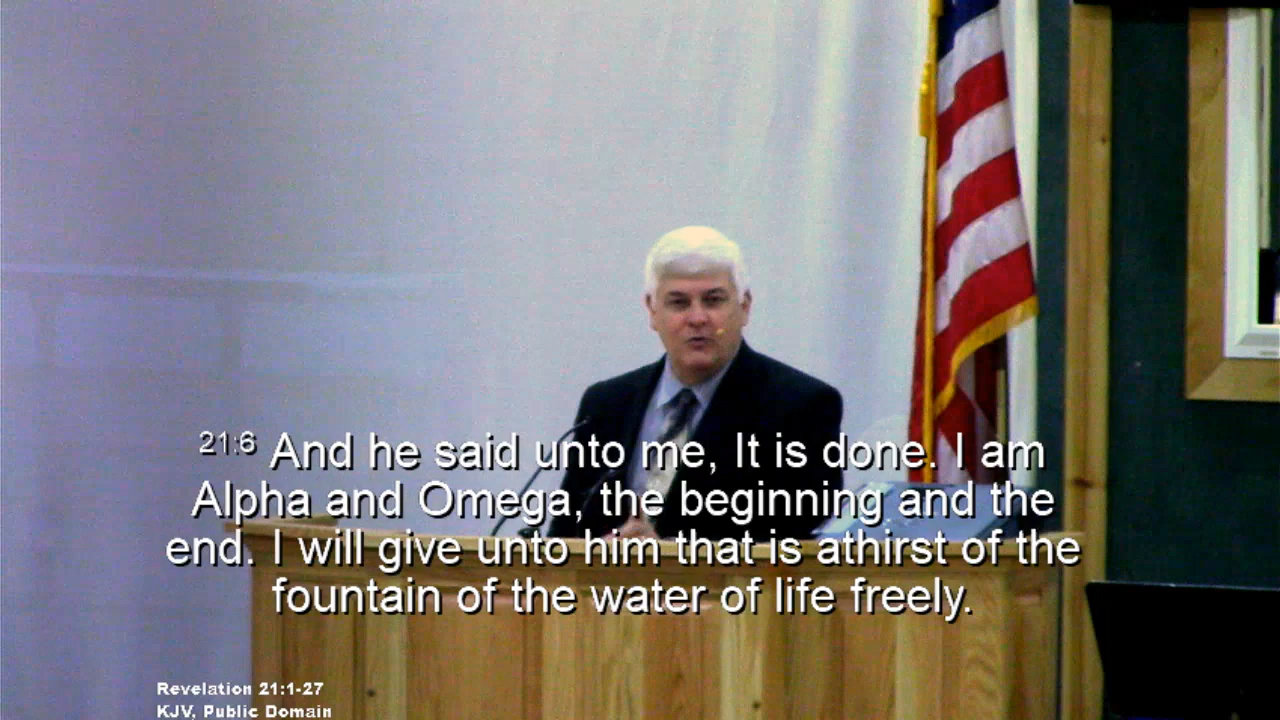 21:6 And he said unto me, It is done. I am
Alpha and Omega, the beginning and the
end. I will give unto him that is athirst of the
fountain of the water of life freely.
Revelation 21:1-27
KJV, Public Domain